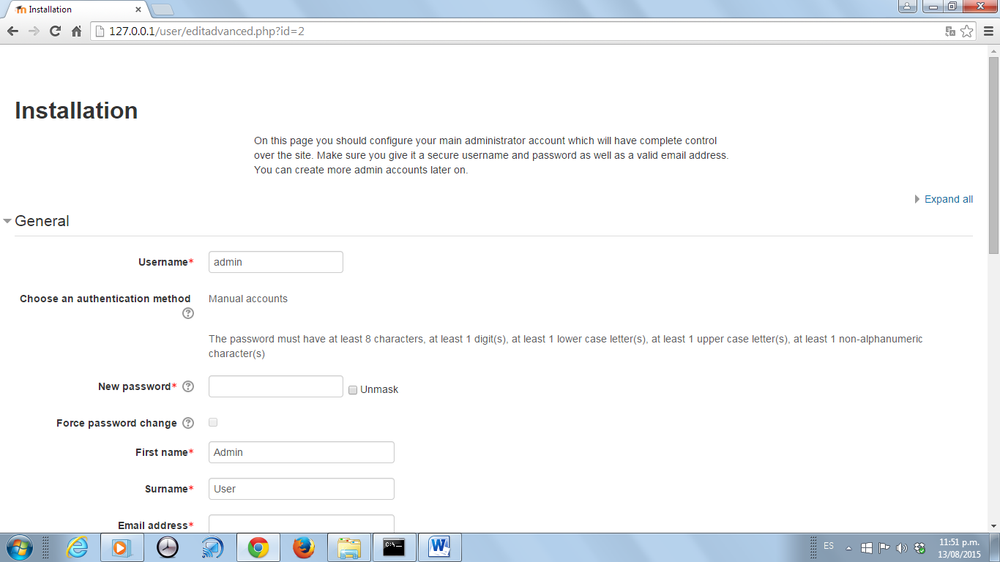 Installation
127.0.0.1/user/editadvanced.php?id=2
Installation
On this page you should configure your main administrator account which will have complete control
over the site. Make sure you give it a secure username and password as well as a valid email address.
You can create more admin accounts later on.
Expand all
General
Username*
admin
Choose an authentication method
Manual accounts
The password must have at least 8 characters, at least 1 digit(s), at least 1 lower case letter(s), at least 1 upper case letter(s), at least 1 non-alphanumeric
character(s)
New password*
Unmask
Force password change
First name*
Admin
Surname*
User
Email address*
ES
11:51 p.m.
13/08/2015